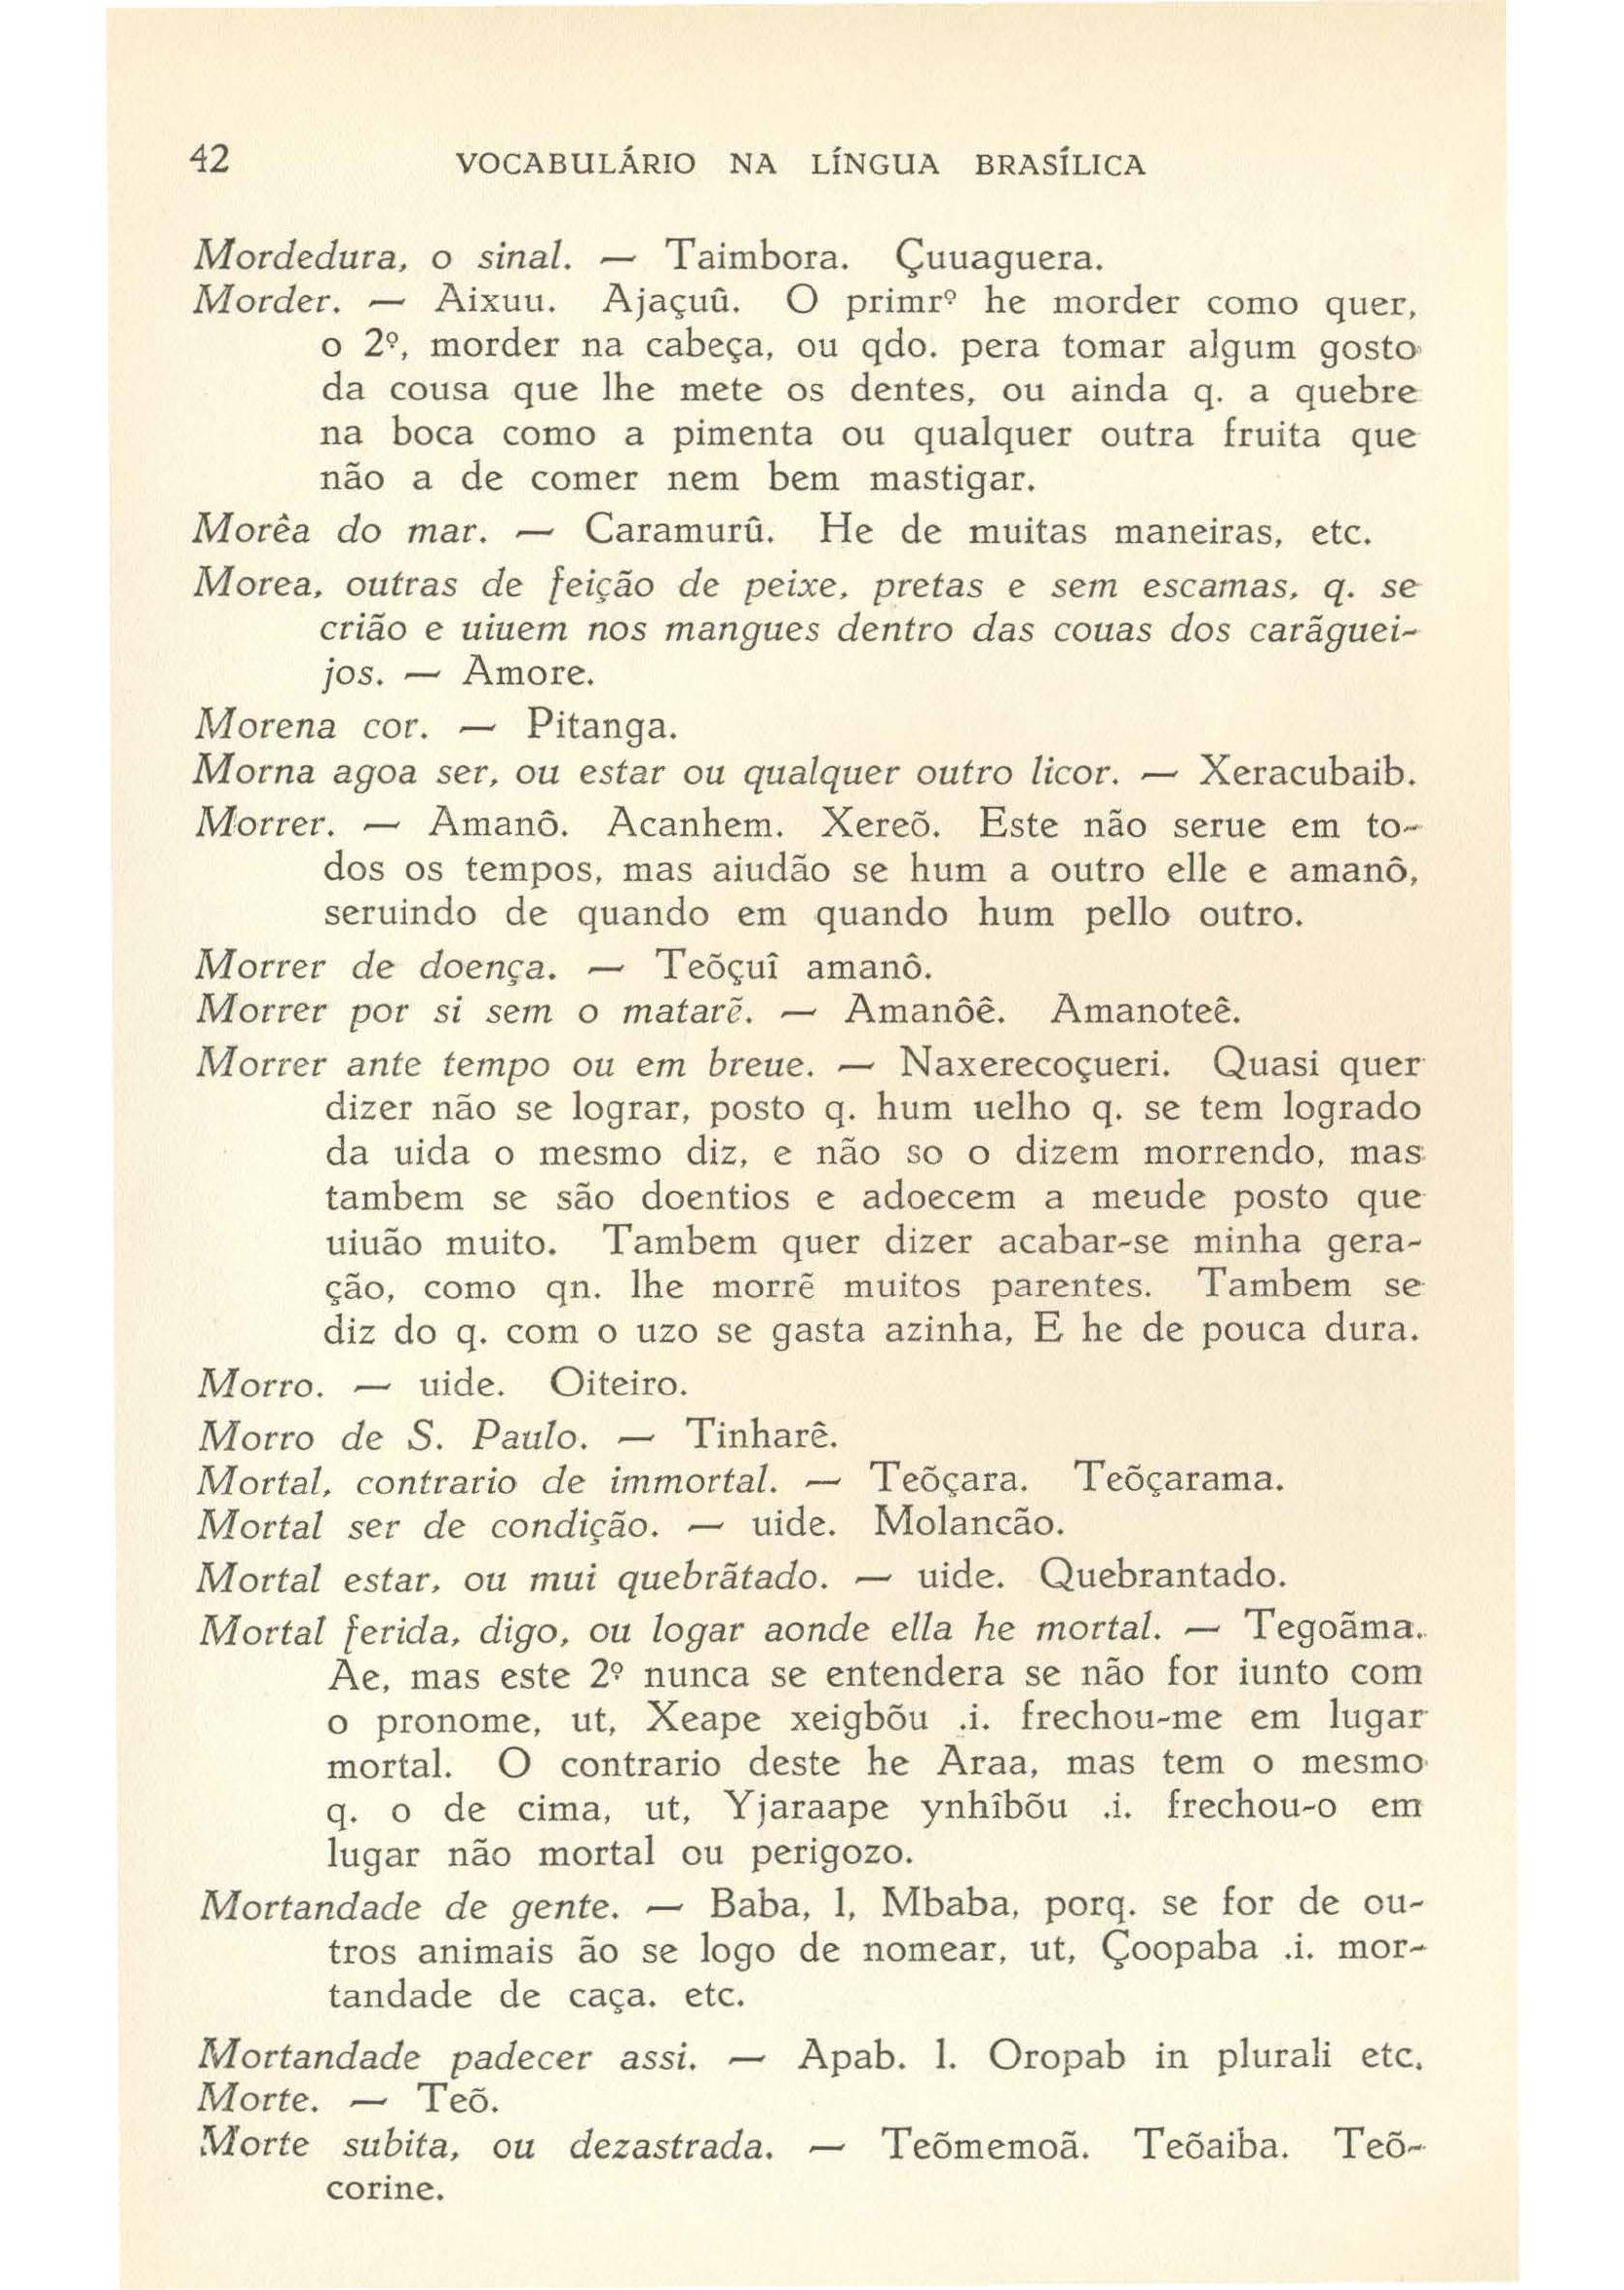 42 VOCABULÁRIO NA LÍNGUA BRASÍLICA
Mordedura, o sinal. — Taimbora. Çuuaguera.
Morder. — Aixuu. Ajaçuû. O primrº he morder como quer,
o 2º, morder na cabeça, ou qdo. pera tomar algum gosto
da cousa que lhe mete os dentes, ou ainda q. a quebre
na boca como a pimenta ou qualquer outra fruita que
não a de comer nem bem mastigar.
Morêa do mar. — Caramurû. He de muitas maneiras, etc.
Morea, outras de feição de peixe, pretas e sem escamas, q. se
crião e uiuem nos mangues dentro das couas dos carãguei-
jos. — Amore.
Morena cor. — Pitanga.
Morna agoa ser, ou estar ou qualquer outro licor. — Xeracubaib.
Morrer. — Amanô. Acanhem. Xereõ. Este não serue em to-
dos os tempos, mas aiudão se hum a outro elle e amanô,
seruindo de quando em quando hum pello outro.
Morrer de doença. — Teõçuî amanô.
Morrer por si sem o matarẽ. — Amanôê. Amanoteê.
Morrer ante tempo ou em breue. — Naxerecoçueri. Quasi quer
dizer não se lograr, posto q. hum uelho q. se tem logrado
da uida o mesmo diz, e não so o dizem morrendo, mas
tambem se são doentios e adoecem a meude posto que
uiuão muito. Tambem quer dizer acabar-se minha gera-
ção, como qn. lhe morrẽ muitos parentes. Tambem se
diz do q. com o uzo se gasta azinha, E he de pouca dura.
Morro. — uide. Oiteiro.
Morro de S. Paulo. — Tinharê.
Mortal, contrario de immortal. — Teõçara. Teõçarama.
Mortal ser de condição. — uide. Molancão.
Mortal estar, ou mui quebrãtado. — uide. Quebrantado.
Mortal ferida, digo, ou logar aonde ella he mortal. — Tegoãma.
Ae, mas este 2º nunca se entendera se não for iunto com
o pronome, ut, Xeape xeigbõu .i. frechou-me em lugar
mortal. O contrario deste he Araa, mas tem o mesmo
q. o de cima, ut, Yjaraape ynhîbõu .i. frechou-o em
lugar não mortal ou perigozo.
Mortandade de gente. — Baba, l, Mbaba, porq. se for de ou-
tros animais ão se logo de nomear, ut, Çoopaba .i. mor-
tandade de caça. etc.
Mortandade padecer assi. — Apab. l. Oropab in plurali etc.
Morte. — Teõ.
Morte subita, ou dezastrada. — Teõmemoã. Teõaiba. Teõ-
corine.